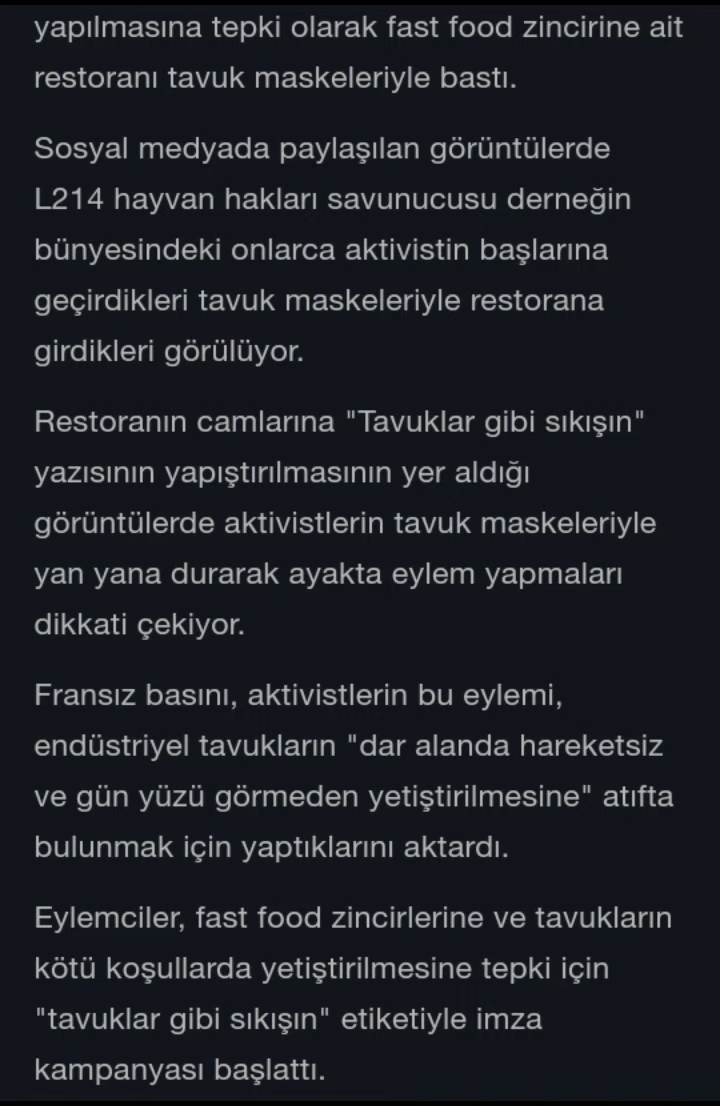 yapılmasına tepki olarak fast food zincirine ait
restoranı tavuk maskeleriyle bastı.
Sosyal medyada paylaşılan görüntülerde
L214 hayvan hakları savunucusu derneğin
bünyesindeki onlarca aktivistin başlarına
geçirdikleri tavuk maskeleriyle restorana
girdikleri görülüyor.
Restoranın camlarına "Tavuklar gibi sıkışın"
yazısının yapıştırılmasının yer aldığı
görüntülerde aktivistlerin tavuk maskeleriyle
yan yana durarak ayakta eylem yapmaları
dikkati çekiyor.
Fransız basını, aktivistlerin bu eylemi,
endüstriyel tavukların "dar alanda hareketsiz
ve gün yüzü görmeden yetiştirilmesine" atıfta
bulunmak için yaptıklarını aktardı.
Eylemciler, fast food zincirlerine ve tavukların
kötü koşullarda yetiştirilmesine tepki için
"tavuklar gibi sıkışın" etiketiyle imza
kampanyası başlattı.